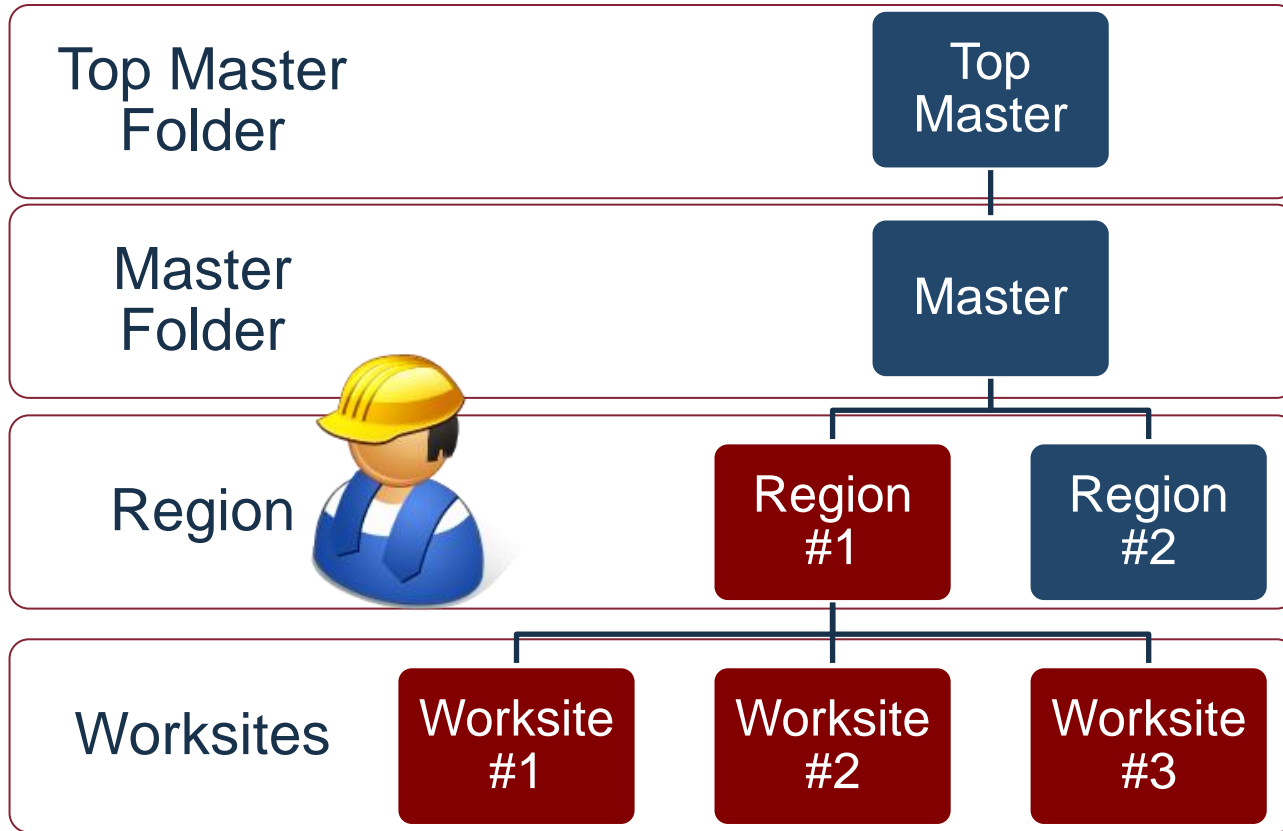 Top Master
Folder
Top
Master
Master
Folder
Master
Region
Region
#1
Region
#2
Worksites
Worksite
#1
Worksite
#2
Worksite
#3